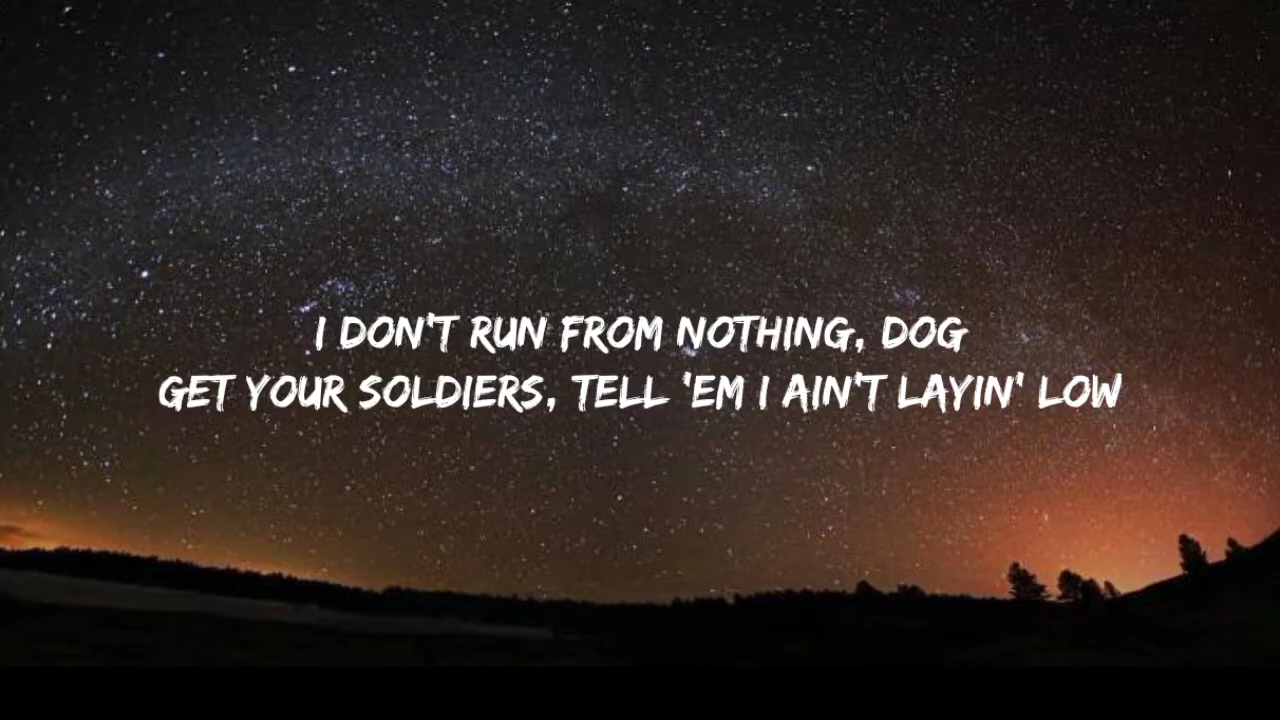 I DON'T RUN FROM NOTHING, DOG
GET YOUR SOLDIERS, TELL 'EM I AIN'T LAYIN' LOW